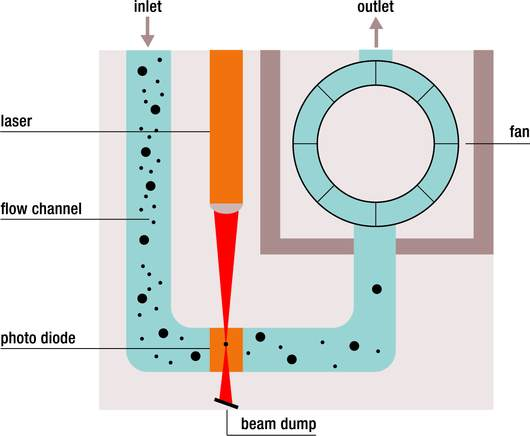 inlet
outlet
laser
fan
flow channel
photo diode
beam dump